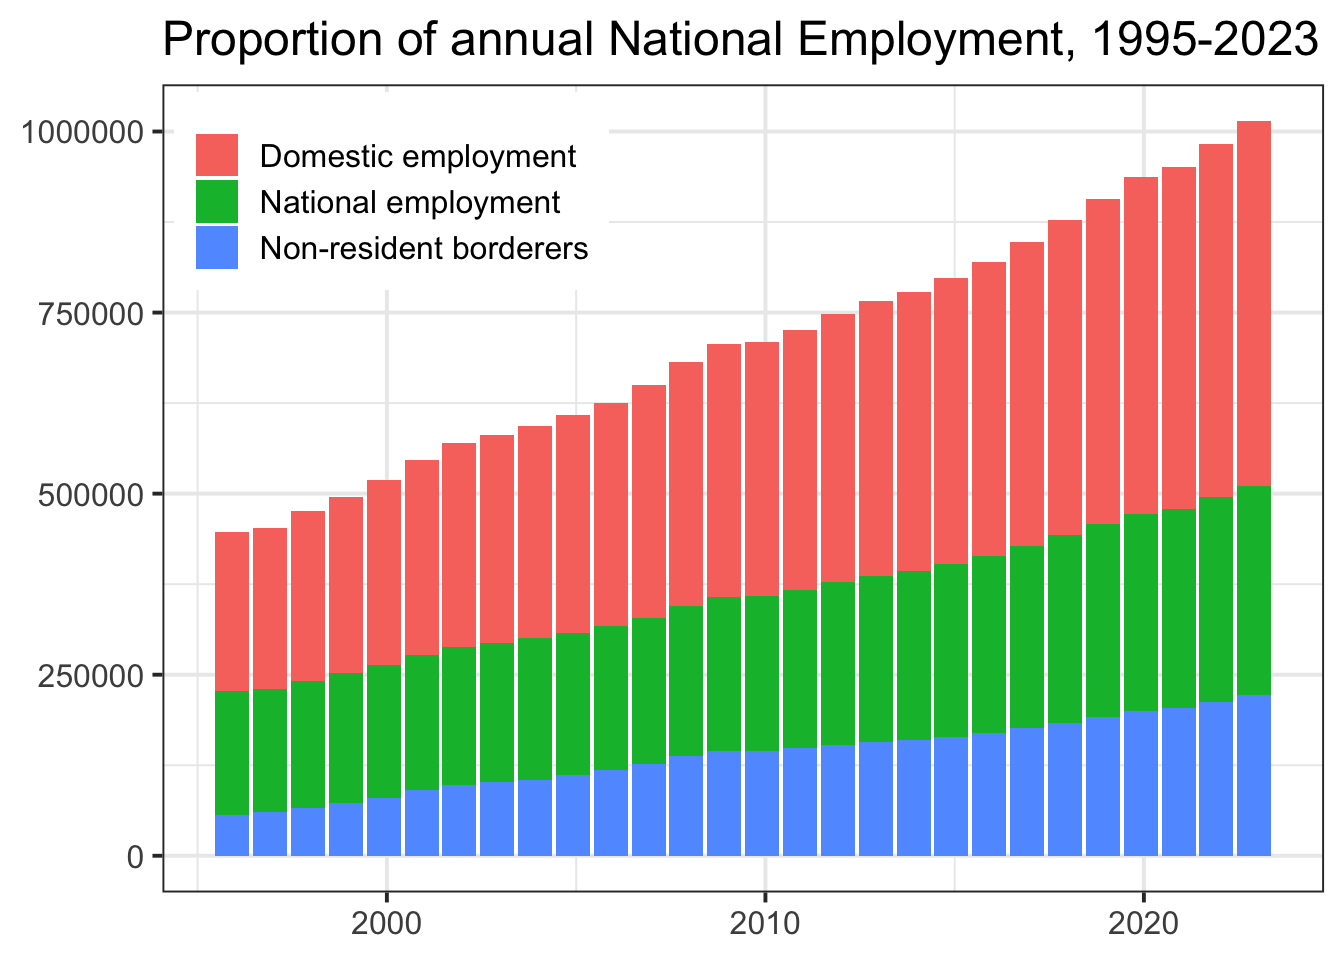 Proportion of annual National Employment, 1995-2023
1000000
750000
500000
250000
0
Domestic employment
National employment
Non-resident borderers
2000
2010
2020